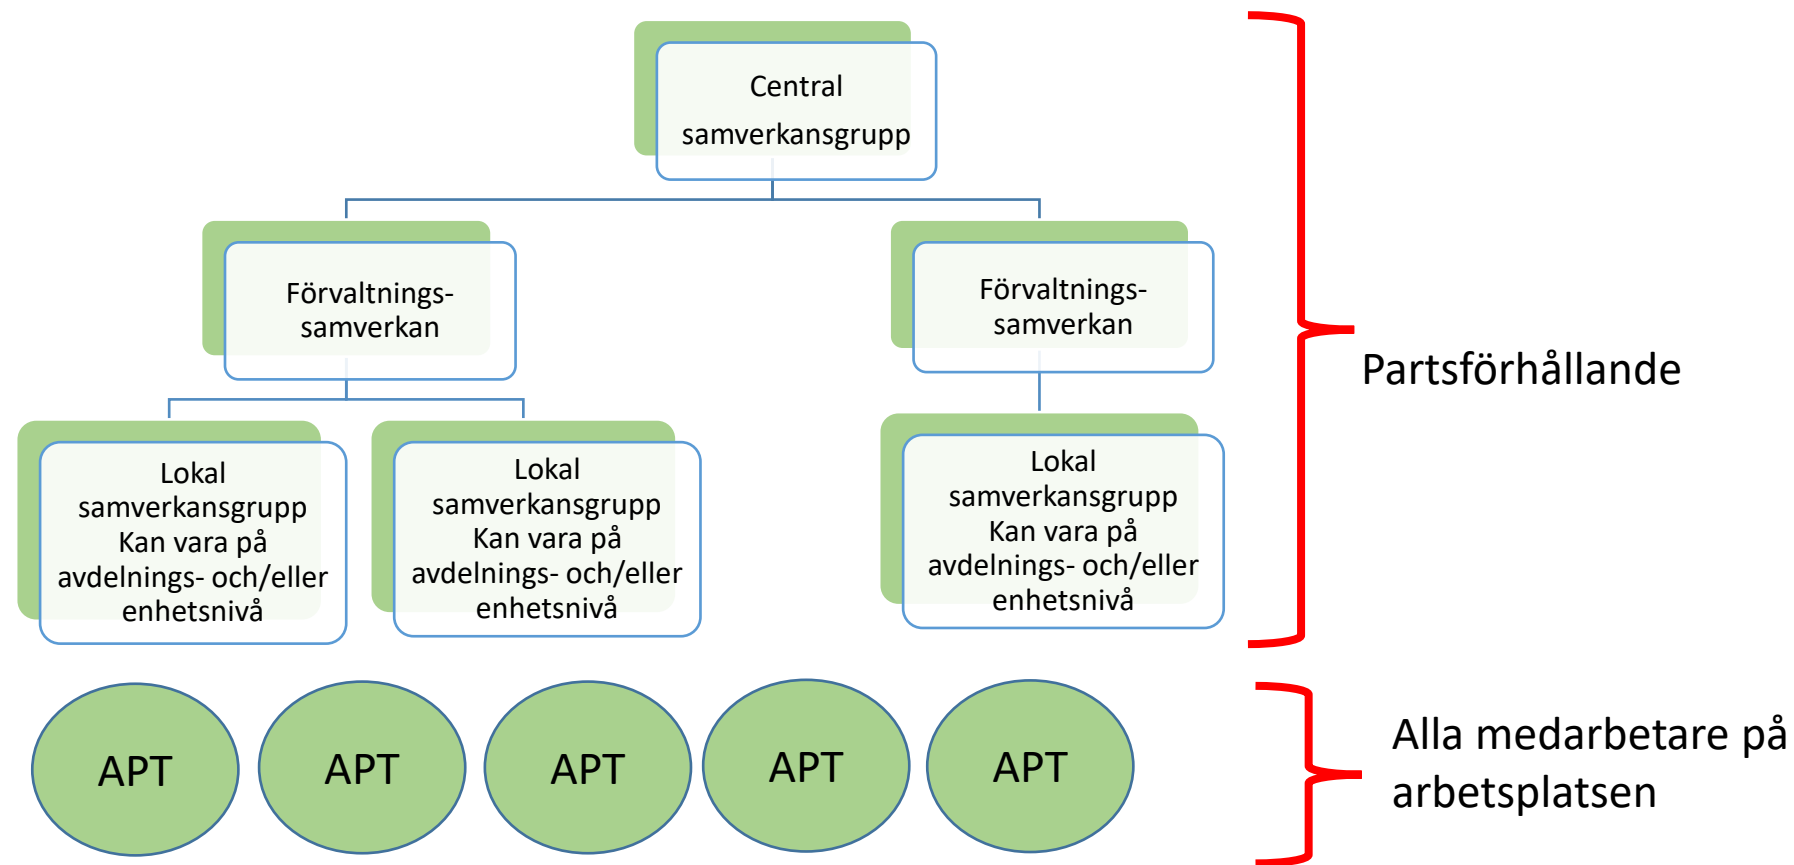 Central
samverkansgrupp
Förvaltnings-
samverkan
Förvaltnings-
samverkan
Partsförhållande
Lokal
samverkansgrupp
Kan vara på
avdelnings- och/eller
enhetsnivå
Lokal
samverkansgrupp
Kan vara på
avdelnings- och/eller
enhetsnivå
Lokal
samverkansgrupp
Kan vara på
avdelnings- och/eller
enhetsnivå
APT
APT
APT
APT
APT
Alla medarbetare på
arbetsplatsen